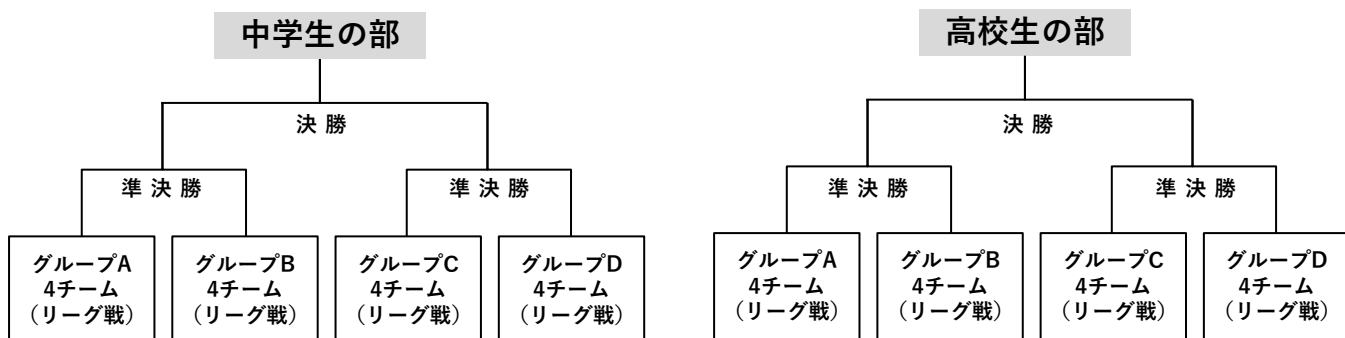 中学生の部
決 勝
準 決 勝
準 決 勝
グループA
4チーム
（リーグ戦）
グループB
4チーム
（リーグ戦）
グループC
4チーム
（リーグ戦）
グループD
4チーム
（リーグ戦）
高校生の部
決 勝
準 決 勝
準 決 勝
グループA
4チーム
（リーグ戦）
グループB
4チーム
（リーグ戦）
グループC
4チーム
（リーグ戦）
グループD
4チーム
（リーグ戦）